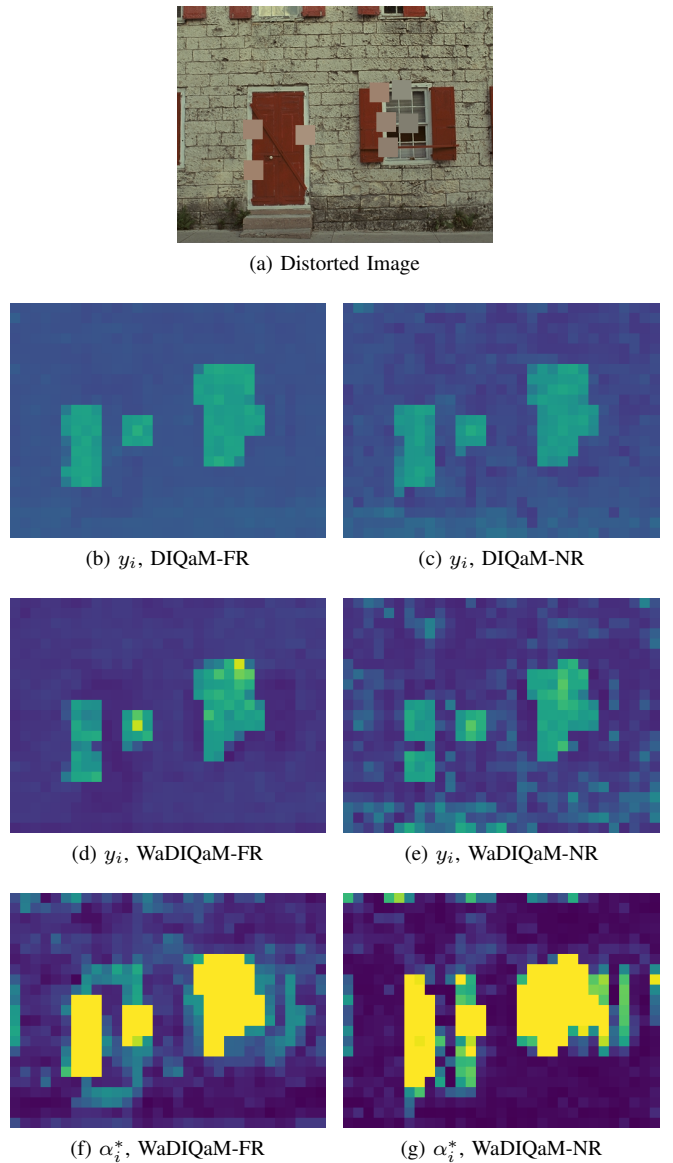 (a) Distorted Image
(b) y_i, DIQaM-FR
(c) y_i, DIQaM-NR
(d) y_i, WaDIQaM-FR
(e) y_i, WaDIQaM-NR
(f) α_i^*, WaDIQaM-FR
(g) α_i^*, WaDIQaM-NR